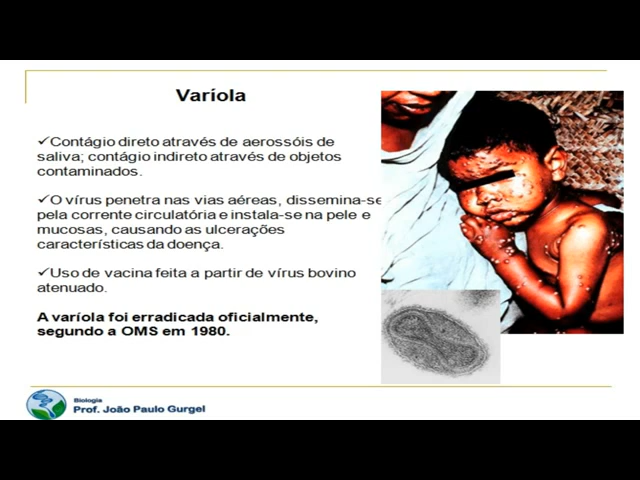 Varíola
✓Contágio direto através de aerossóis de
saliva; contágio indireto através de objetos
contaminados.
✓O vírus penetra nas vias aéreas, dissemina-se
pela corrente circulatória e instala-se na pele e
mucosas, causando as ulcerações
características da doença.
✓Uso de vacina feita a partir de vírus bovino
atenuado.
A varíola foi erradicada oficialmente,
segundo a OMS em 1980.
Biologia
Prof. João Paulo Gurgel